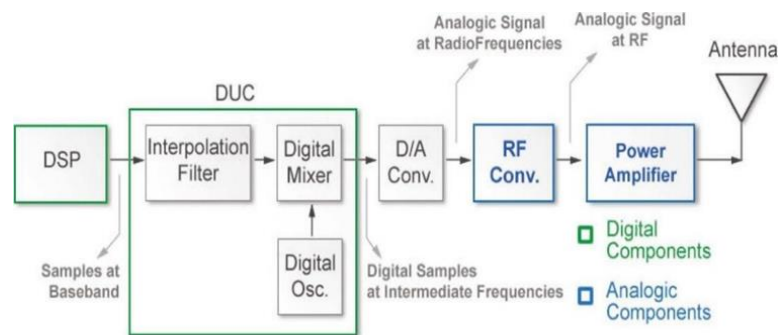 Analogic Signal
at RadioFrequencies
Analogic Signal
at RF
Antenna
DUC
DSP
Interpolation
Filter
Digital
Mixer
D/A
Conv.
RF
Conv.
Power
Amplifier
Samples at
Baseband
Digital
Osc.
Digital Samples
at Intermediate Frequencies
Digital
Components
Analogic
Components